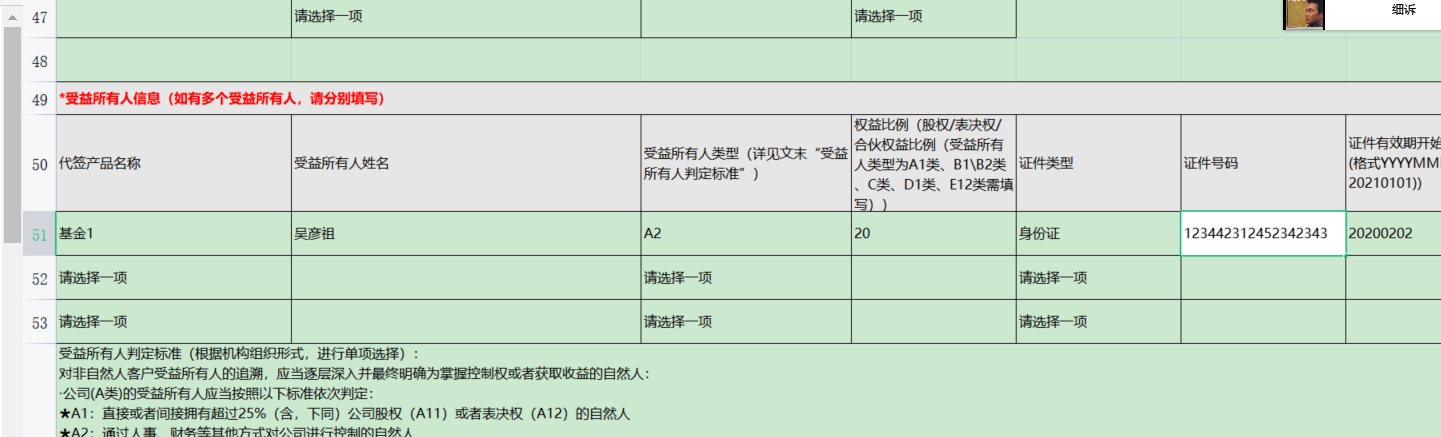 细诉
47 请选择一项 请选择一项
48
49 *受益所有人信息（如有多个受益所有人，请分别填写）
50
代签产品名称
受益所有人姓名
受益所有人类型（详见文末“受益
所有人判定标准”）
权益比例（股权/表决权/
合伙权益比例（受益所有
人类型为A1类、B1\B2类
、C类、D1类、E12类需填
写））
证件类型
证件号码
证件有效期开始
(格式YYYYMM
20210101))
51 基金1 吴彦祖 A2 20 身份证 123442312452342343 20200202
52 请选择一项 请选择一项 请选择一项
53 请选择一项 请选择一项 请选择一项
受益所有人判定标准（根据机构组织形式，进行单项选择）：
对非自然人客户受益所有人的追溯，应当逐层深入并最终明确为掌握控制权或者获取收益的自然人：
·公司(A类)的受益所有人应当按照以下标准依次判定：
★A1：直接或者间接拥有超过25%（含，下同）公司股权（A11）或者表决权（A12）的自然人
★A2：通过人事、财务等其他方式对公司进行控制的自然人